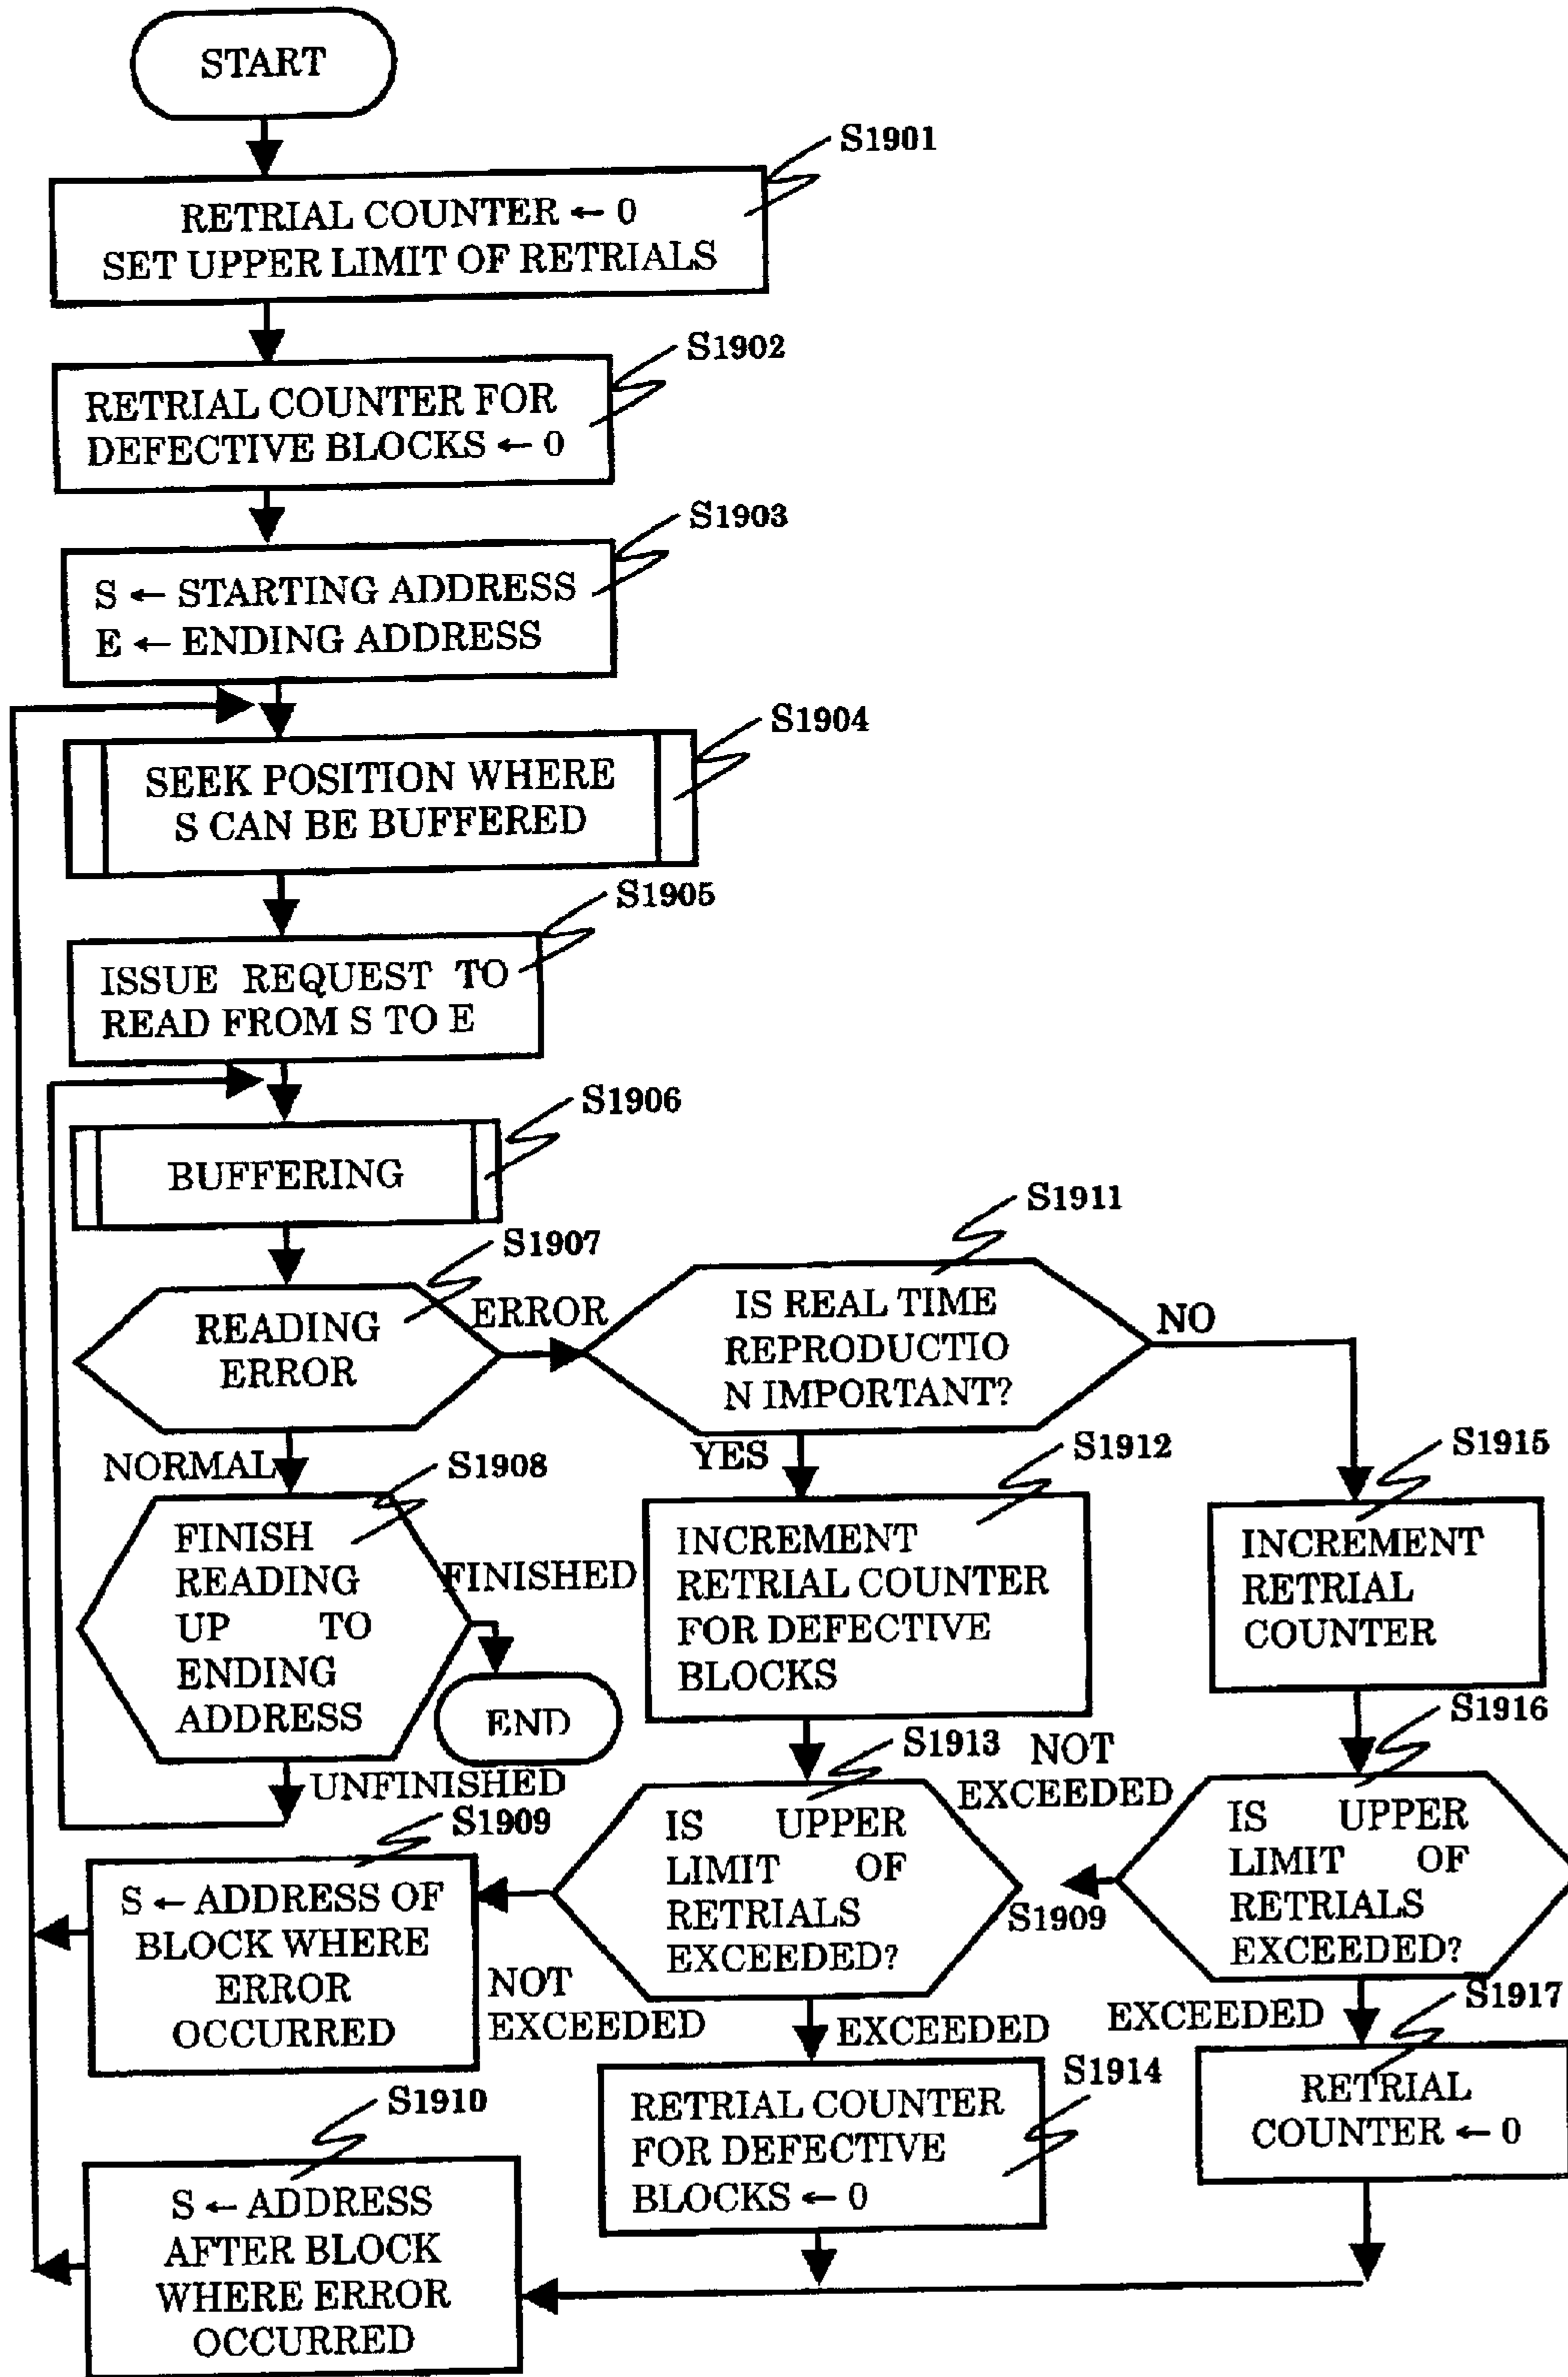 START
S1901
RETRIAL COUNTER ← 0
SET UPPER LIMIT OF RETRIALS
S1902
RETRIAL COUNTER FOR
DEFECTIVE BLOCKS ← 0
S1903
S ← STARTING ADDRESS
E ← ENDING ADDRESS
S1904
SEEK POSITION WHERE
S CAN BE BUFFERED
S1905
ISSUE REQUEST TO
READ FROM S TO E
S1906
BUFFERING
S1907
READING
ERROR
ERROR
S1911
IS REAL TIME
REPRODUCTIO
N IMPORTANT?
NO
NORMAL
YES
S1908
FINISH
READING
UP TO
ENDING
ADDRESS
FINISHED
END
UNFINISHED
S1912
INCREMENT
RETRIAL COUNTER
FOR DEFECTIVE
BLOCKS
S1915
INCREMENT
RETRIAL
COUNTER
S1913
IS UPPER
LIMIT OF
RETRIALS
EXCEEDED?
NOT
EXCEEDED
S1909
S1916
IS UPPER
LIMIT OF
RETRIALS
EXCEEDED?
S1909
S ← ADDRESS OF
BLOCK WHERE
ERROR
OCCURRED
NOT
EXCEEDED
EXCEEDED
EXCEEDED
S1914
RETRIAL COUNTER
FOR DEFECTIVE
BLOCKS ← 0
S1917
RETRIAL
COUNTER ← 0
S1910
S ← ADDRESS
AFTER BLOCK
WHERE ERROR
OCCURRED